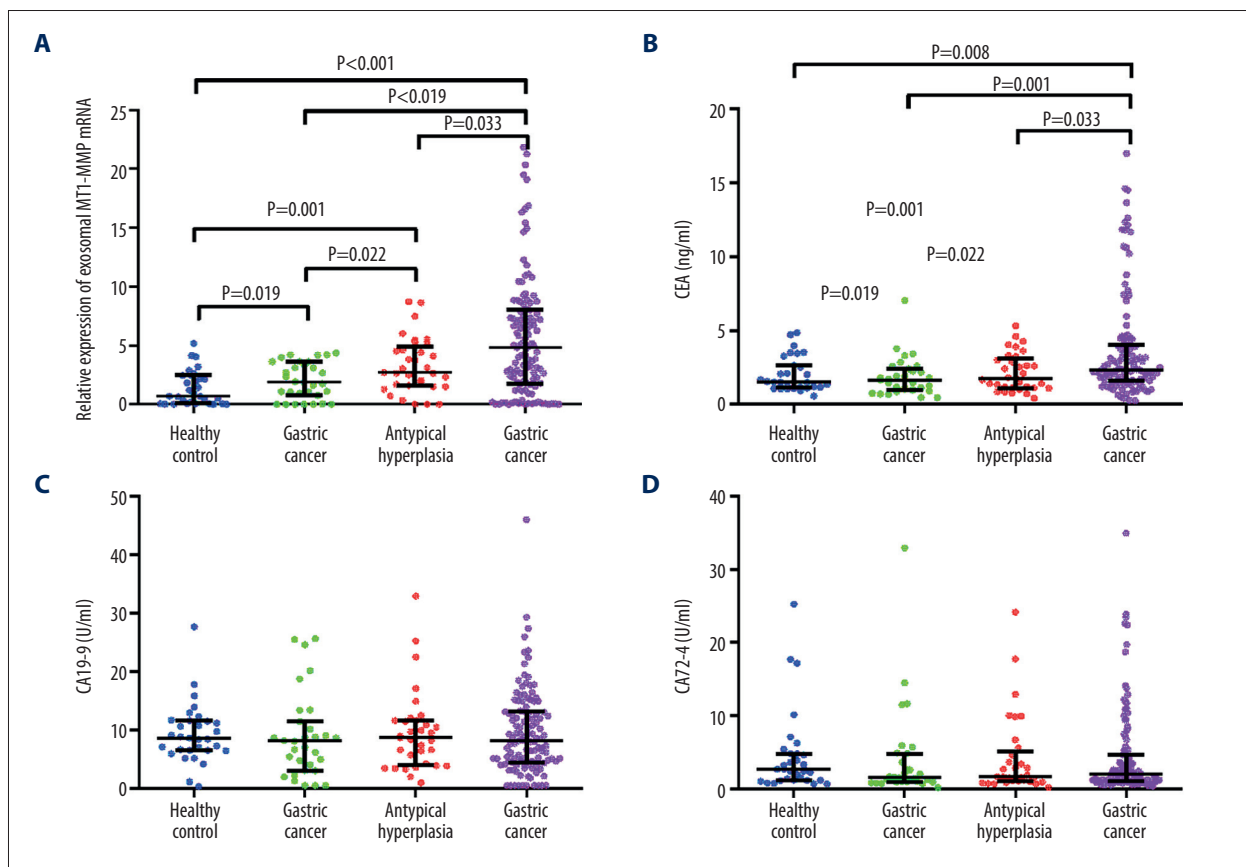 A
P<0.001
P<0.019
P=0.033
P=0.001
P=0.022
P=0.019
Relative expression of exosomal MT1-MMP mRNA
25
20
15
10
5
0
Healthy control
Gastric cancer
Antypical hyperplasia
Gastric cancer
B
P=0.008
P=0.001
P=0.033
P=0.001
P=0.022
P=0.019
CEA (ng/ml)
20
15
10
5
0
Healthy control
Gastric cancer
Antypical hyperplasia
Gastric cancer
C
CA19-9 (U/ml)
50
40
30
20
10
0
Healthy control
Gastric cancer
Antypical hyperplasia
Gastric cancer
D
CA72-4 (U/ml)
40
30
20
10
0
Healthy control
Gastric cancer
Antypical hyperplasia
Gastric cancer